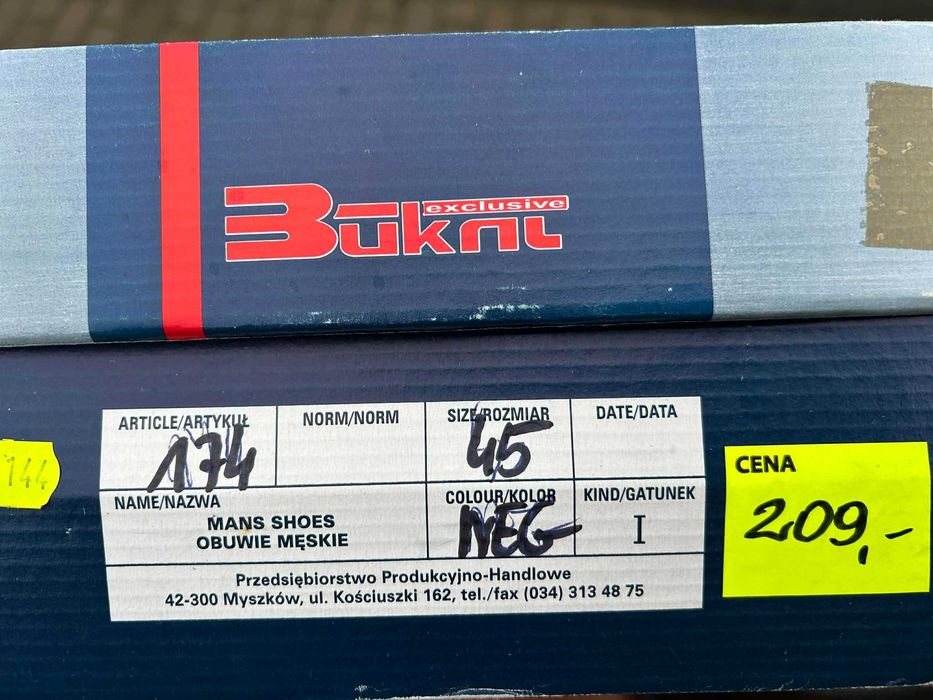 Bukat
exclusive
ARTICLE/ARTYKUŁ
174
NORM/NORM
SIZE/ROZMIAR
45
DATE/DATA
NAME/NAZWA
MANS SHOES
OBUWIE MĘSKIE
COLOUR/KOLOR
NEG
KIND/GATUNEK
I
Przedsiębiorstwo Produkcyjno-Handlowe
42-300 Myszków, ul. Kościuszki 162, tel./fax (034) 313 48 75
144
CENA
209,-